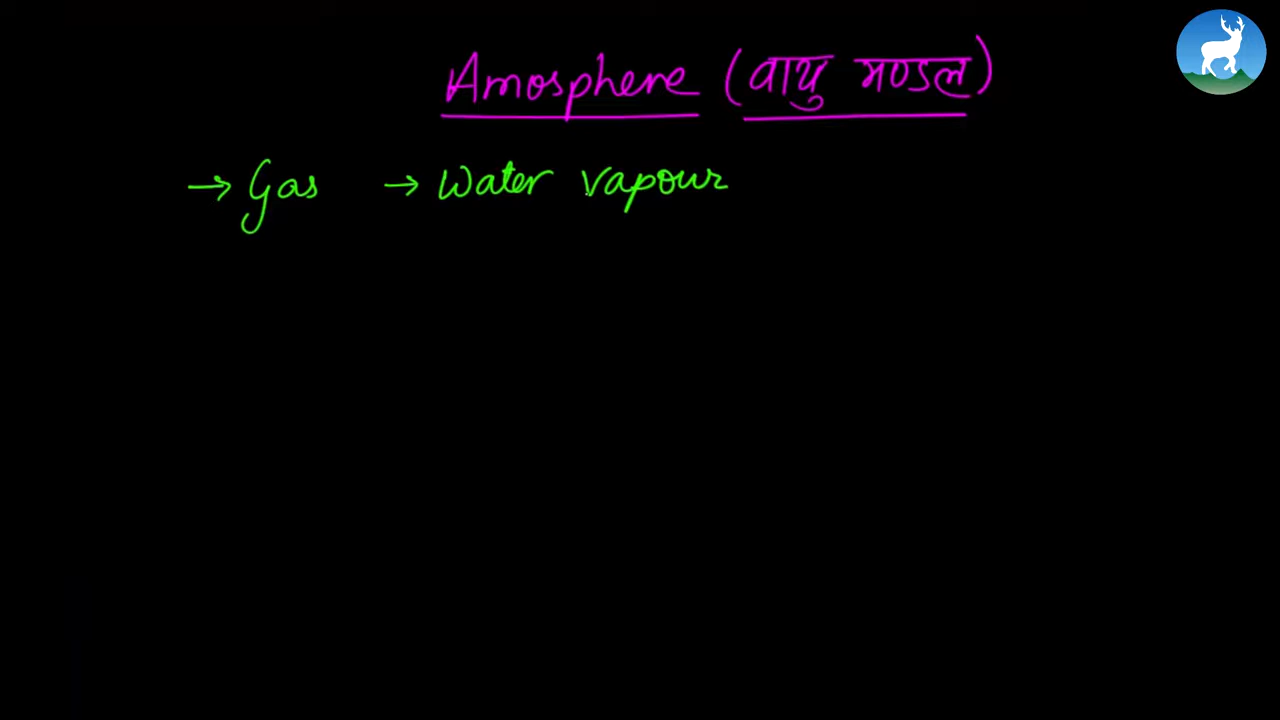 Amosphere (वायु मण्डल)
→ Gas → Water vapour